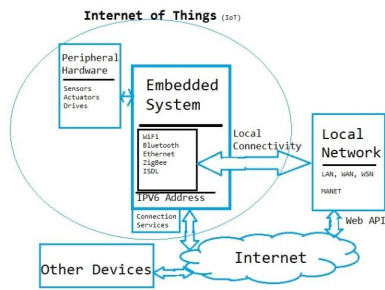 Internet of Things (IoT)
Peripheral
Hardware
Sensors
Actuators
Drives
Embedded
System
WiFi
Bluetooth
Ethernet
ZigBee
ISDL
IPV6 Address
Connection
Services
Local
Connectivity
Local
Network
LAN, WAN, WSN
MANET
Web API
Internet
Other Devices